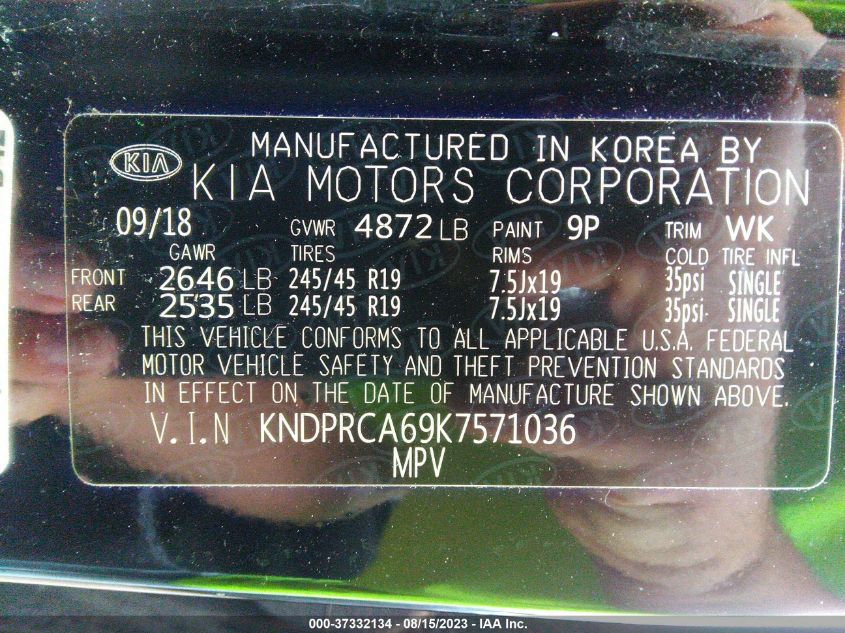 MANUFACTURED IN KOREA BY
KIA KIA MOTORS CORPORATION
09/18 GVWR 4872 LB PAINT 9P TRIM WK
GAWR TIRES RIMS COLD TIRE INFL
FRONT 2646 LB 245/45 R19 7.5Jx19 35psi SINGLE
REAR 2535 LB 245/45 R19 7.5Jx19 35psi SINGLE
THIS VEHICLE CONFORMS TO ALL APPLICABLE U.S.A. FEDERAL
MOTOR VEHICLE SAFETY AND THEFT PREVENTION STANDARDS
IN EFFECT ON THE DATE OF MANUFACTURE SHOWN ABOVE.
V.I.N KNDPRCA69K7571036
MPV
000-37332134 - 08/15/2023 - IAA Inc.